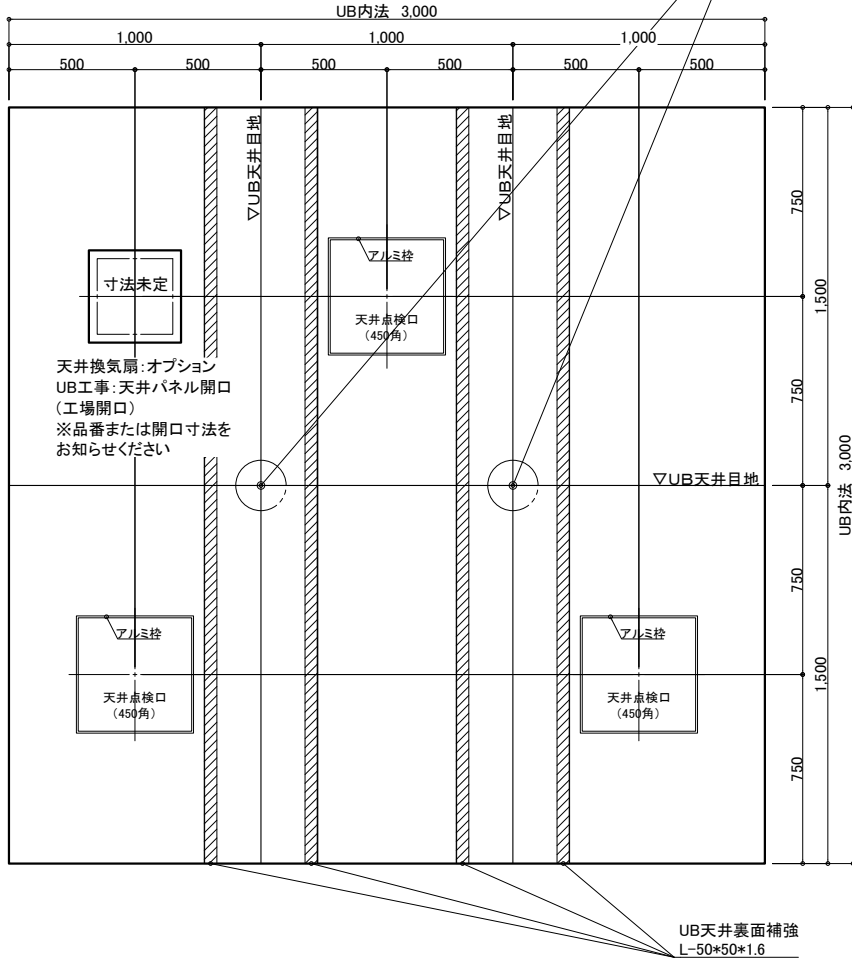 UB内法 3,000
1,000
1,000
1,000
500
500
500
500
500
500
▽UB天井目地
▽UB天井目地
750
アルミ枠
寸法未定
1,500
天井点検口
(450角)
天井換気扇:オプション
UB工事:天井パネル開口
(工場開口)
※品番または開口寸法を
お知らせください
750
UB内法 3,000
▽UB天井目地
750
アルミ枠
アルミ枠
1,500
天井点検口
(450角)
天井点検口
(450角)
750
UB天井裏面補強
L-50*50*1.6